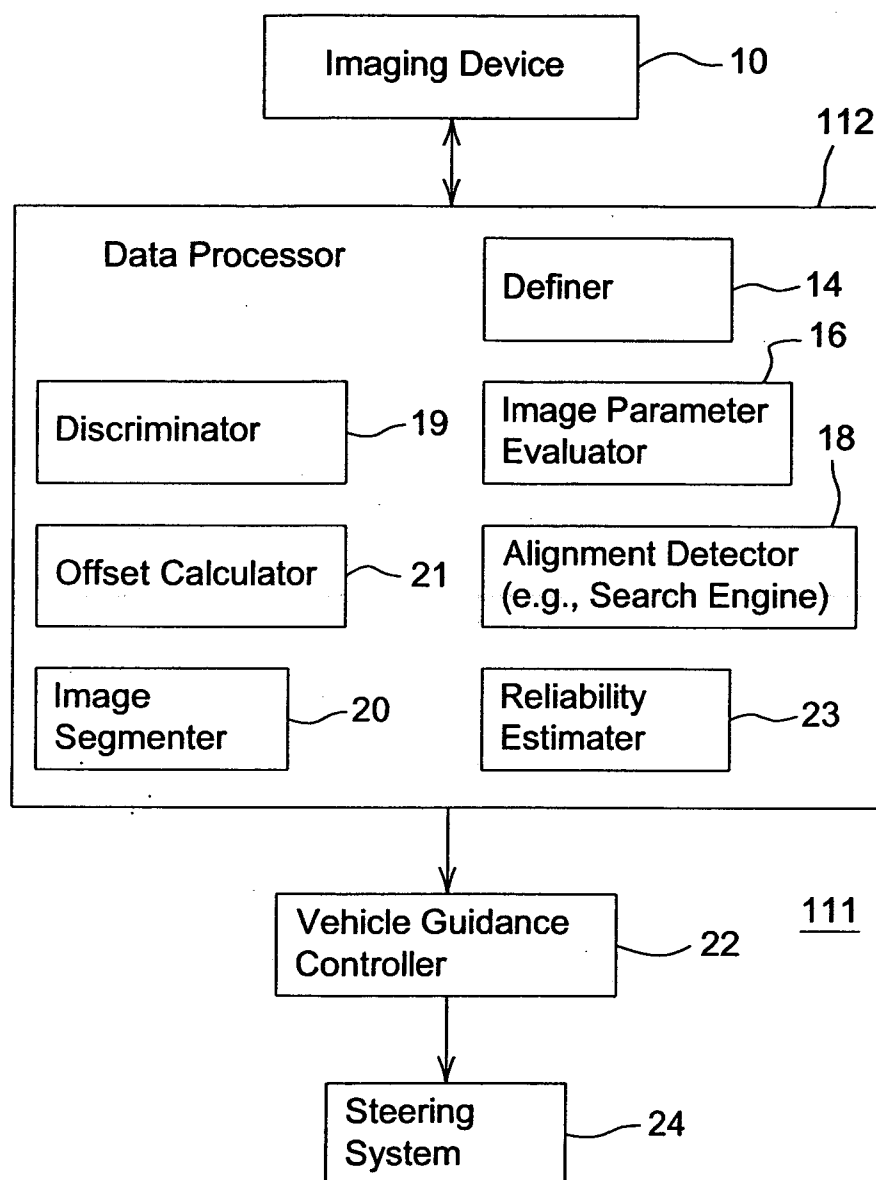 Imaging Device
10
112
Data Processor
Definer
14
16
Discriminator
19
Image Parameter
Evaluator
18
Offset Calculator
21
Alignment Detector
(e.g., Search Engine)
Image
Segmenter
20
Reliability
Estimater
23
Vehicle Guidance
Controller
22
111
Steering
System
24